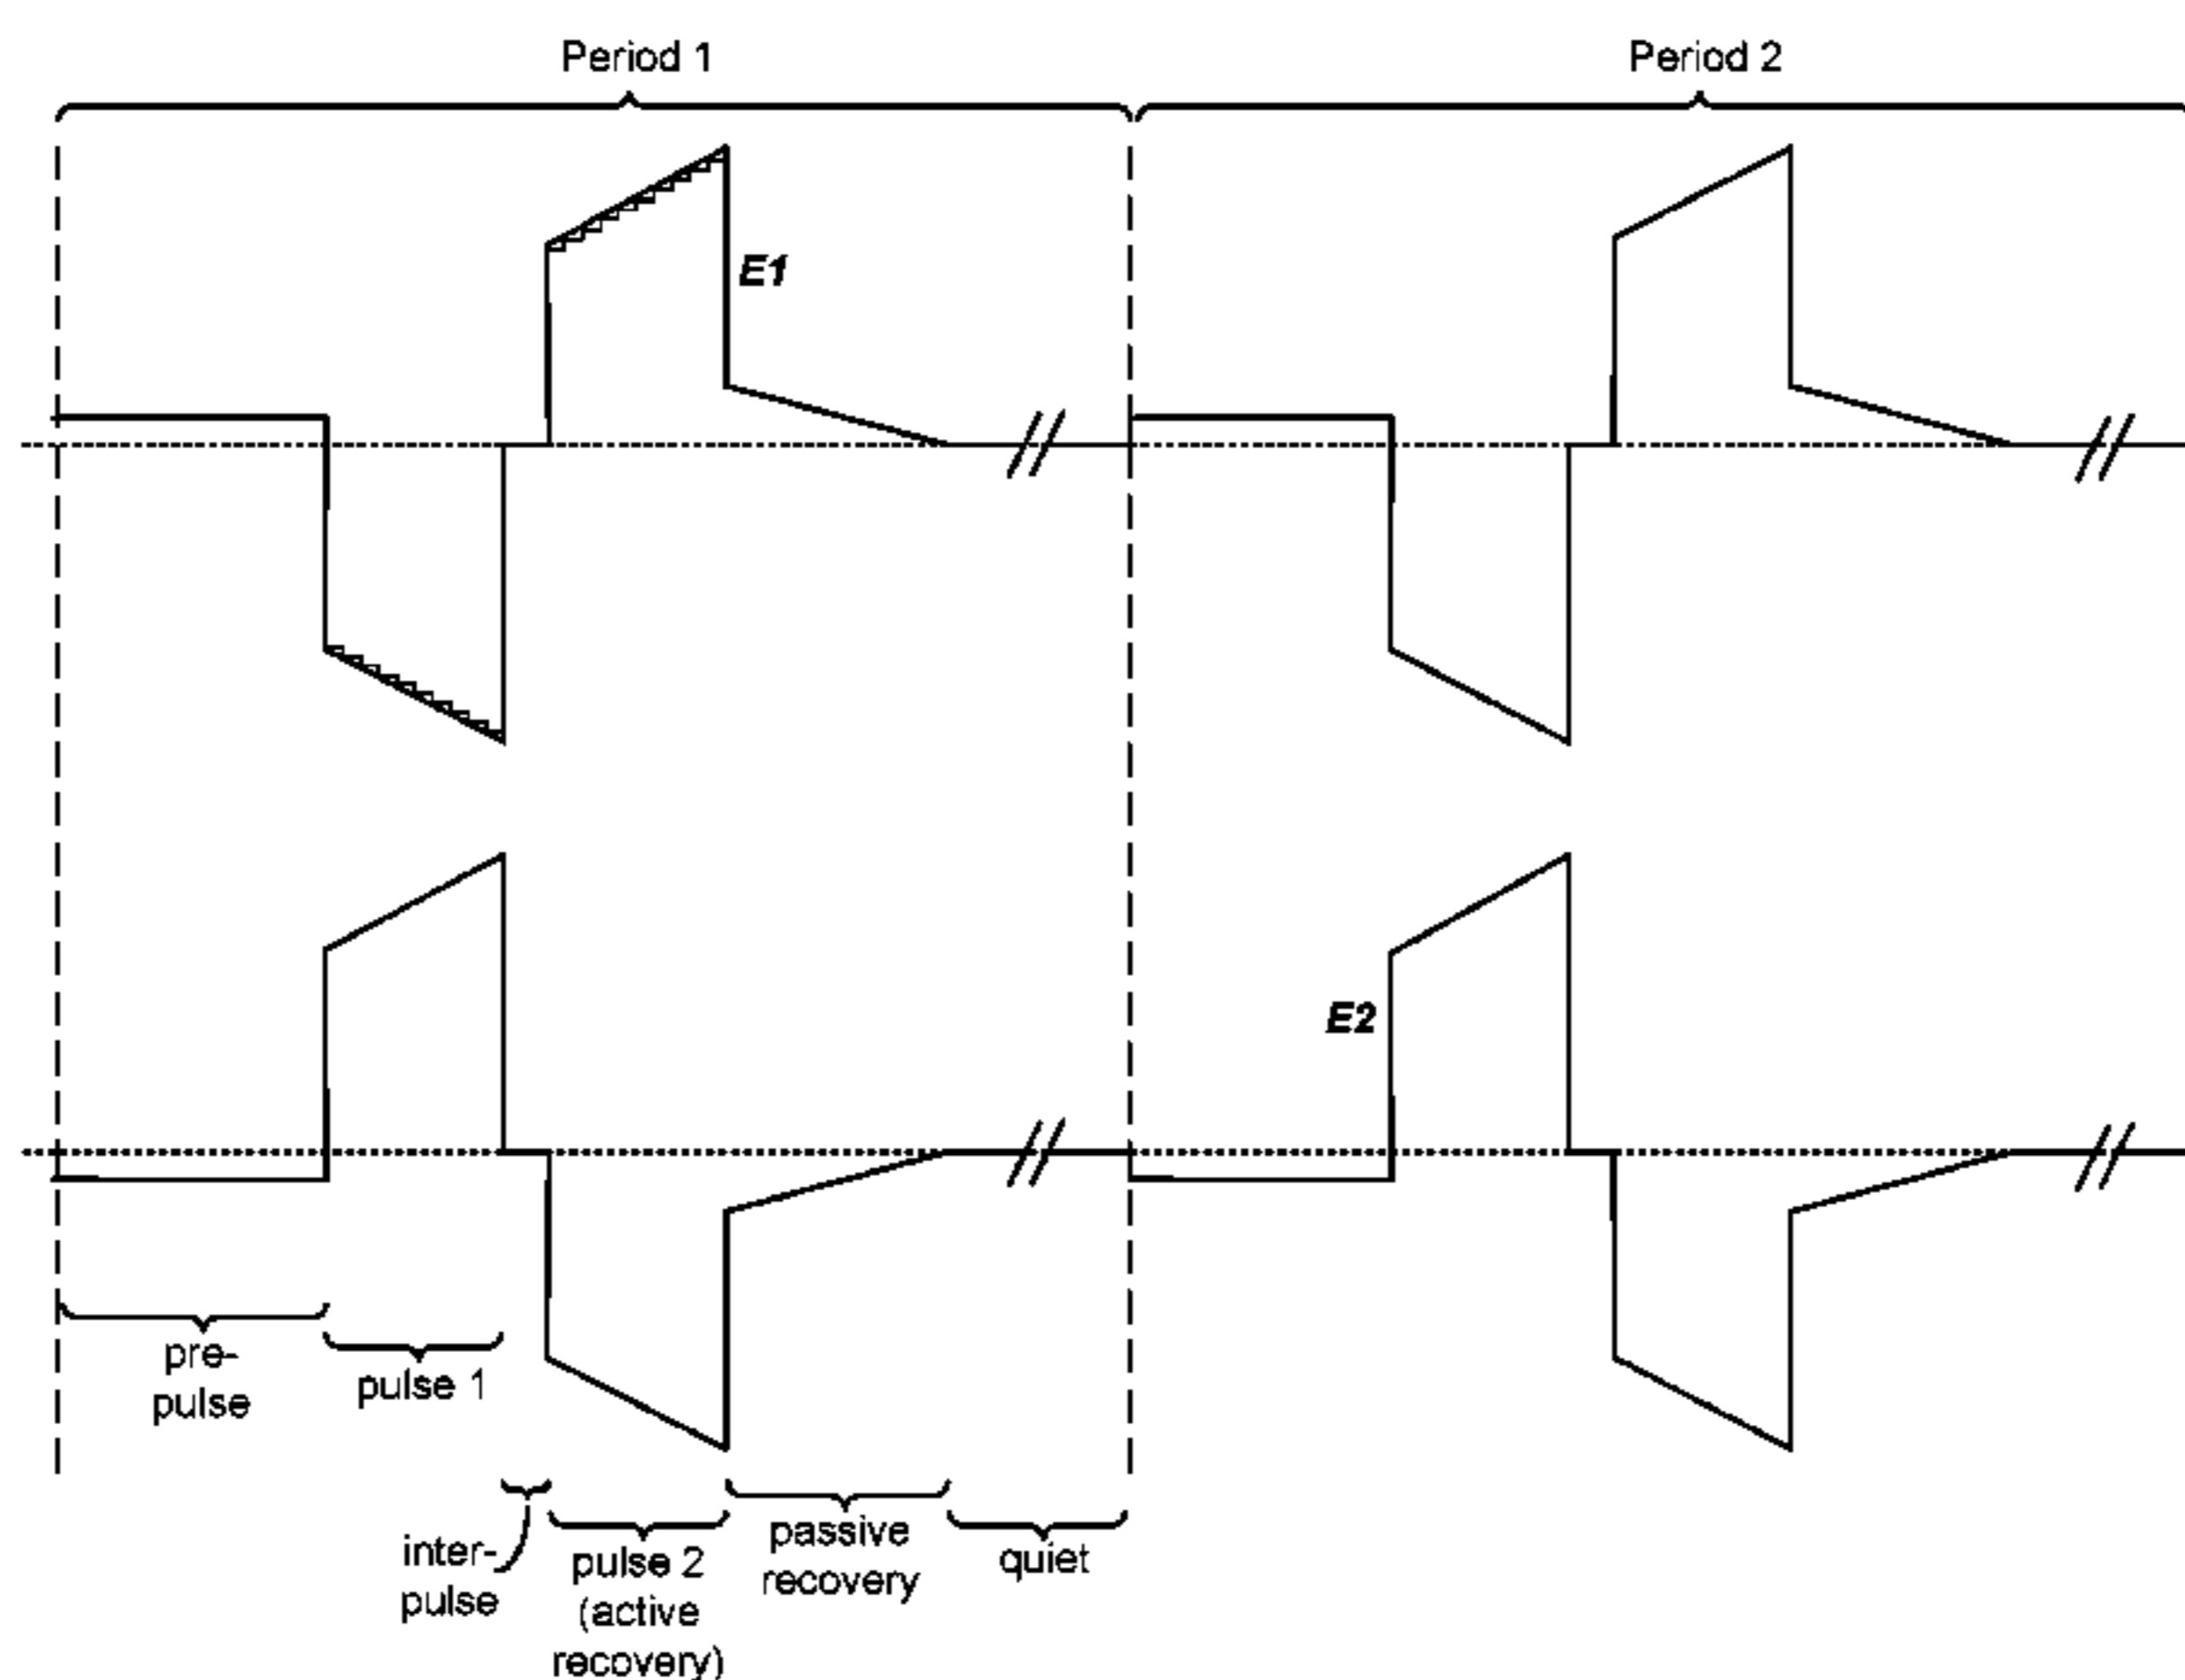 Period 1
Period 2
E1
E2
pre-
pulse
pulse 1
inter-
pulse
pulse 2
(active
recovery)
passive
recovery
quiet